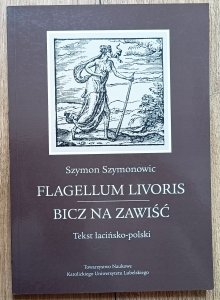 Szymon Szymonowic
FLAGELLUM LIVORIS
BICZ NA ZAWIŚĆ
Tekst łacińsko-polski
Towarzystwo Naukowe
Katolickiego Uniwersytetu Lubelskiego